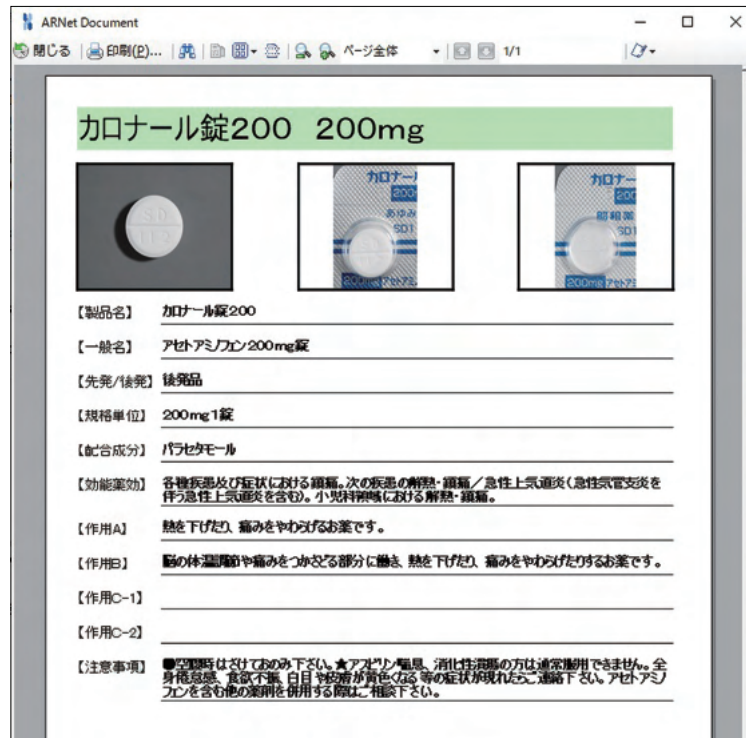 ARNet Document
閉じる 印刷(P)... ページ全体 1/1
カロナール錠200 200mg
SD
112
カロナール
200
あゆみ
SD1
200mg アセトアミ
カロナー
200
SD1
200mg アセトアミ
【製品名】 カロナール錠200
【一般名】 アセトアミノフェン200mg錠
【先発/後発】 後発品
【規格単位】 200mg1錠
【配合成分】 パラセタモール
【効能薬効】 各種疾患及び症状における鎮痛。次の疾患の解熱・鎮痛/急性上気道炎(急性気管支炎を
伴う急性上気道炎を含む)。小児科領域における解熱・鎮痛。
【作用A】 熱を下げたり、痛みをやわらげるお薬です。
【作用B】 脳の体温調節や痛みをつかさどる部分に働き、熱を下げたり、痛みをやわらげたりするお薬です。
【作用C-1】
【作用C-2】
【注意事項】 ●空腹時はさけておのみ下さい。★アスピリン喘息、消化性潰瘍の方は通常服用できません。全
身倦怠感、食欲不振、白目や皮膚が黄色くなる等の症状が現れたらご連絡下さい。アセトアミノ
フェンを含む他の薬剤を併用する際はご相談下さい。